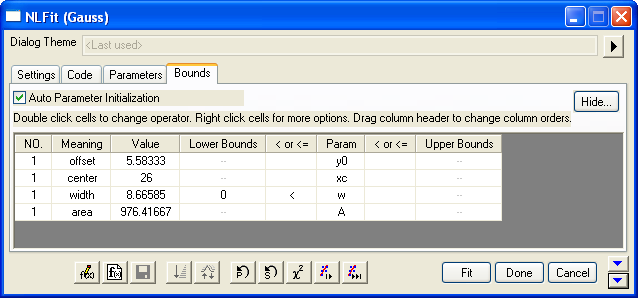 NLFit (Gauss)
Dialog Theme <Last used>
Settings Code Parameters Bounds
Auto Parameter Initialization
Hide...
Double click cells to change operator. Right click cells for more options. Drag column header to change column orders.
NO. Meaning Value Lower Bounds < or <= Param < or <= Upper Bounds
1 offset 5.58333 -- y0 --
1 center 26 -- xc --
1 width 8.66585 0 < w --
1 area 976.41667 -- A --
Fit Done Cancel